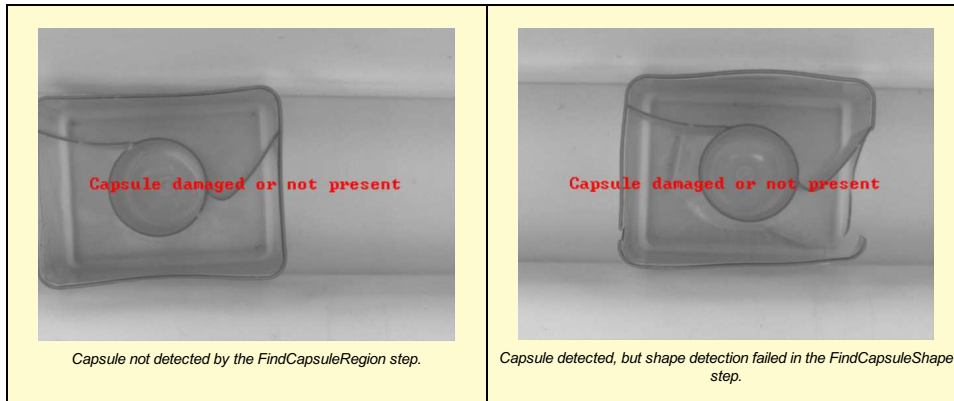 Capsule damaged or not present
Capsule not detected by the FindCapsuleRegion step.
Capsule damaged or not present
Capsule detected, but shape detection failed in the FindCapsuleShape
step.